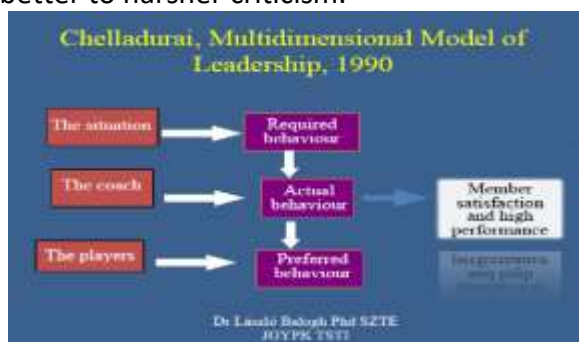 better to harsher criticism.
Chelladurai, Multidimensional Model of
Leadership, 1990
The situation
Required
behaviour
The coach
Actual
behaviour
Member
satisfaction
and high
performance
The players
Preferred
behaviour
Dr László Balogh Phd SZTE
JGYPK TSTI